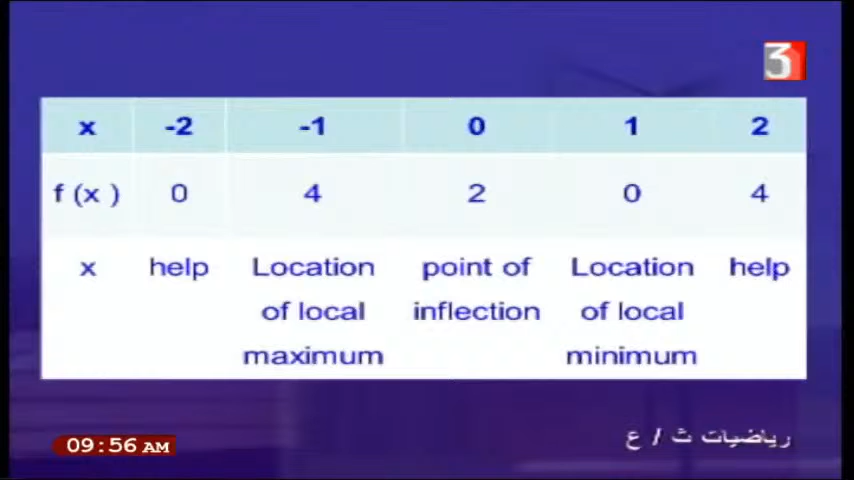 3
x -2 -1 0 1 2
f (x ) 0 4 2 0 4
x help Location point of Location help
of local inflection of local
maximum minimum
رياضيات ث / ع
09:56 AM